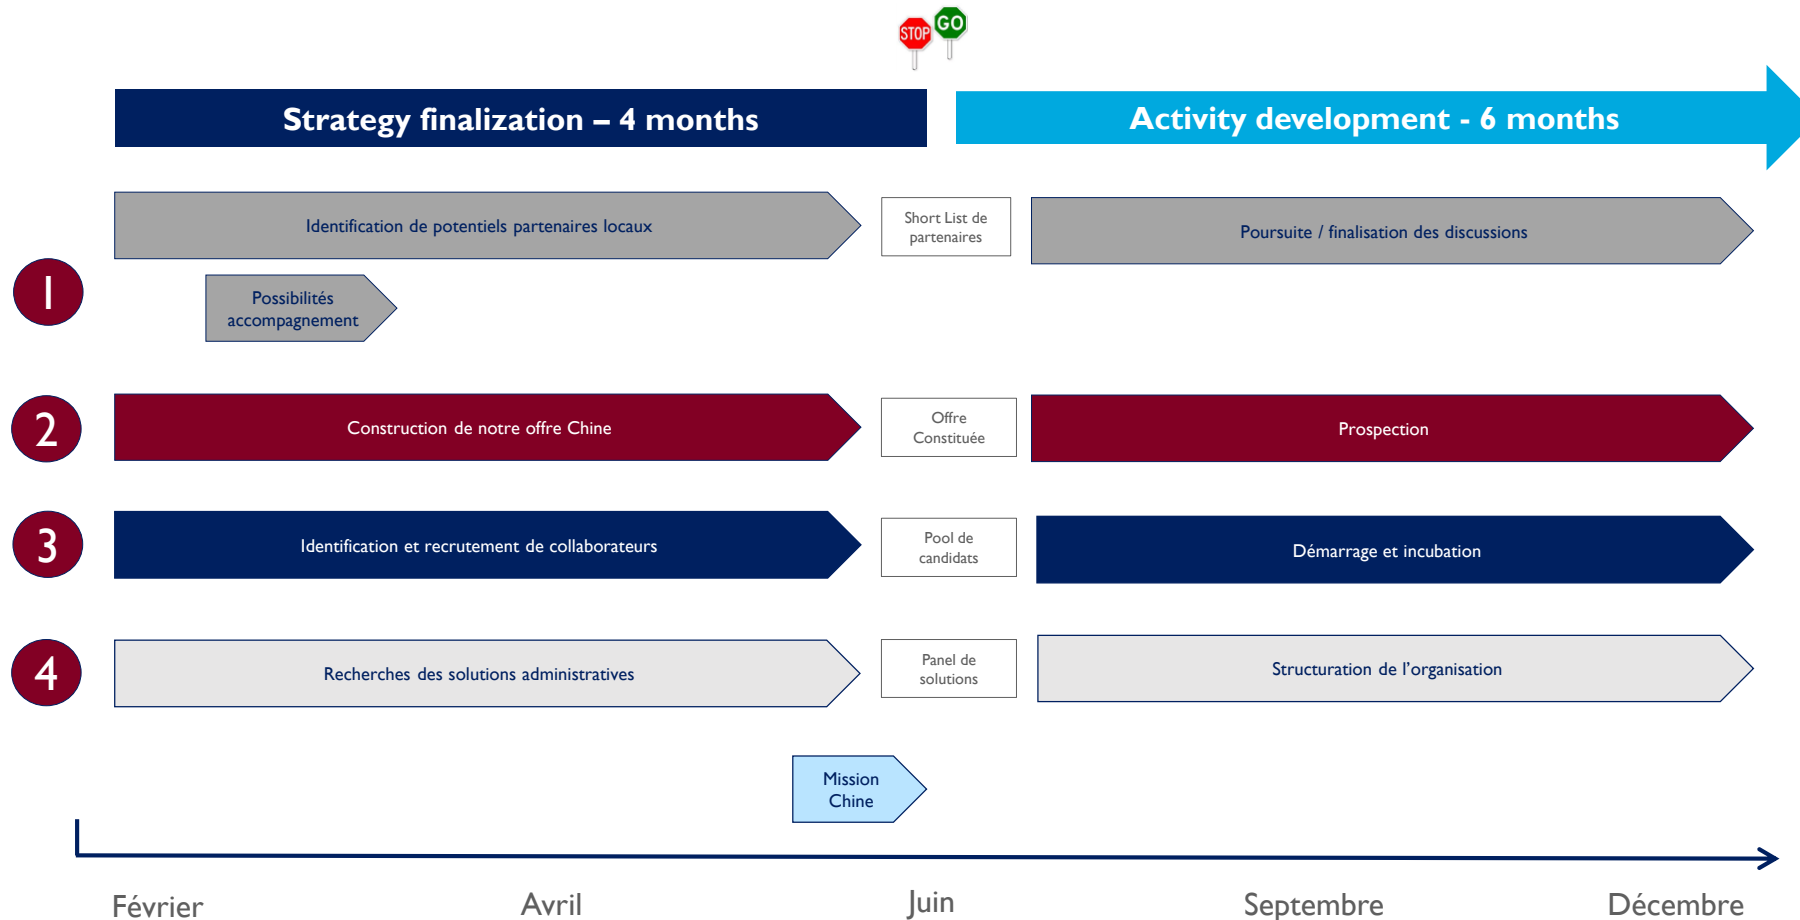 STOP
GO
Strategy finalization – 4 months
Activity development - 6 months
1
Identification de potentiels partenaires locaux
Short List de
partenaires
Poursuite / finalisation des discussions
Possibilités
accompagnement
2
Construction de notre offre Chine
Offre
Constituée
Prospection
3
Identification et recrutement de collaborateurs
Pool de
candidats
Démarrage et incubation
4
Recherches des solutions administratives
Panel de
solutions
Structuration de l’organisation
Mission
Chine
Février
Avril
Juin
Septembre
Décembre